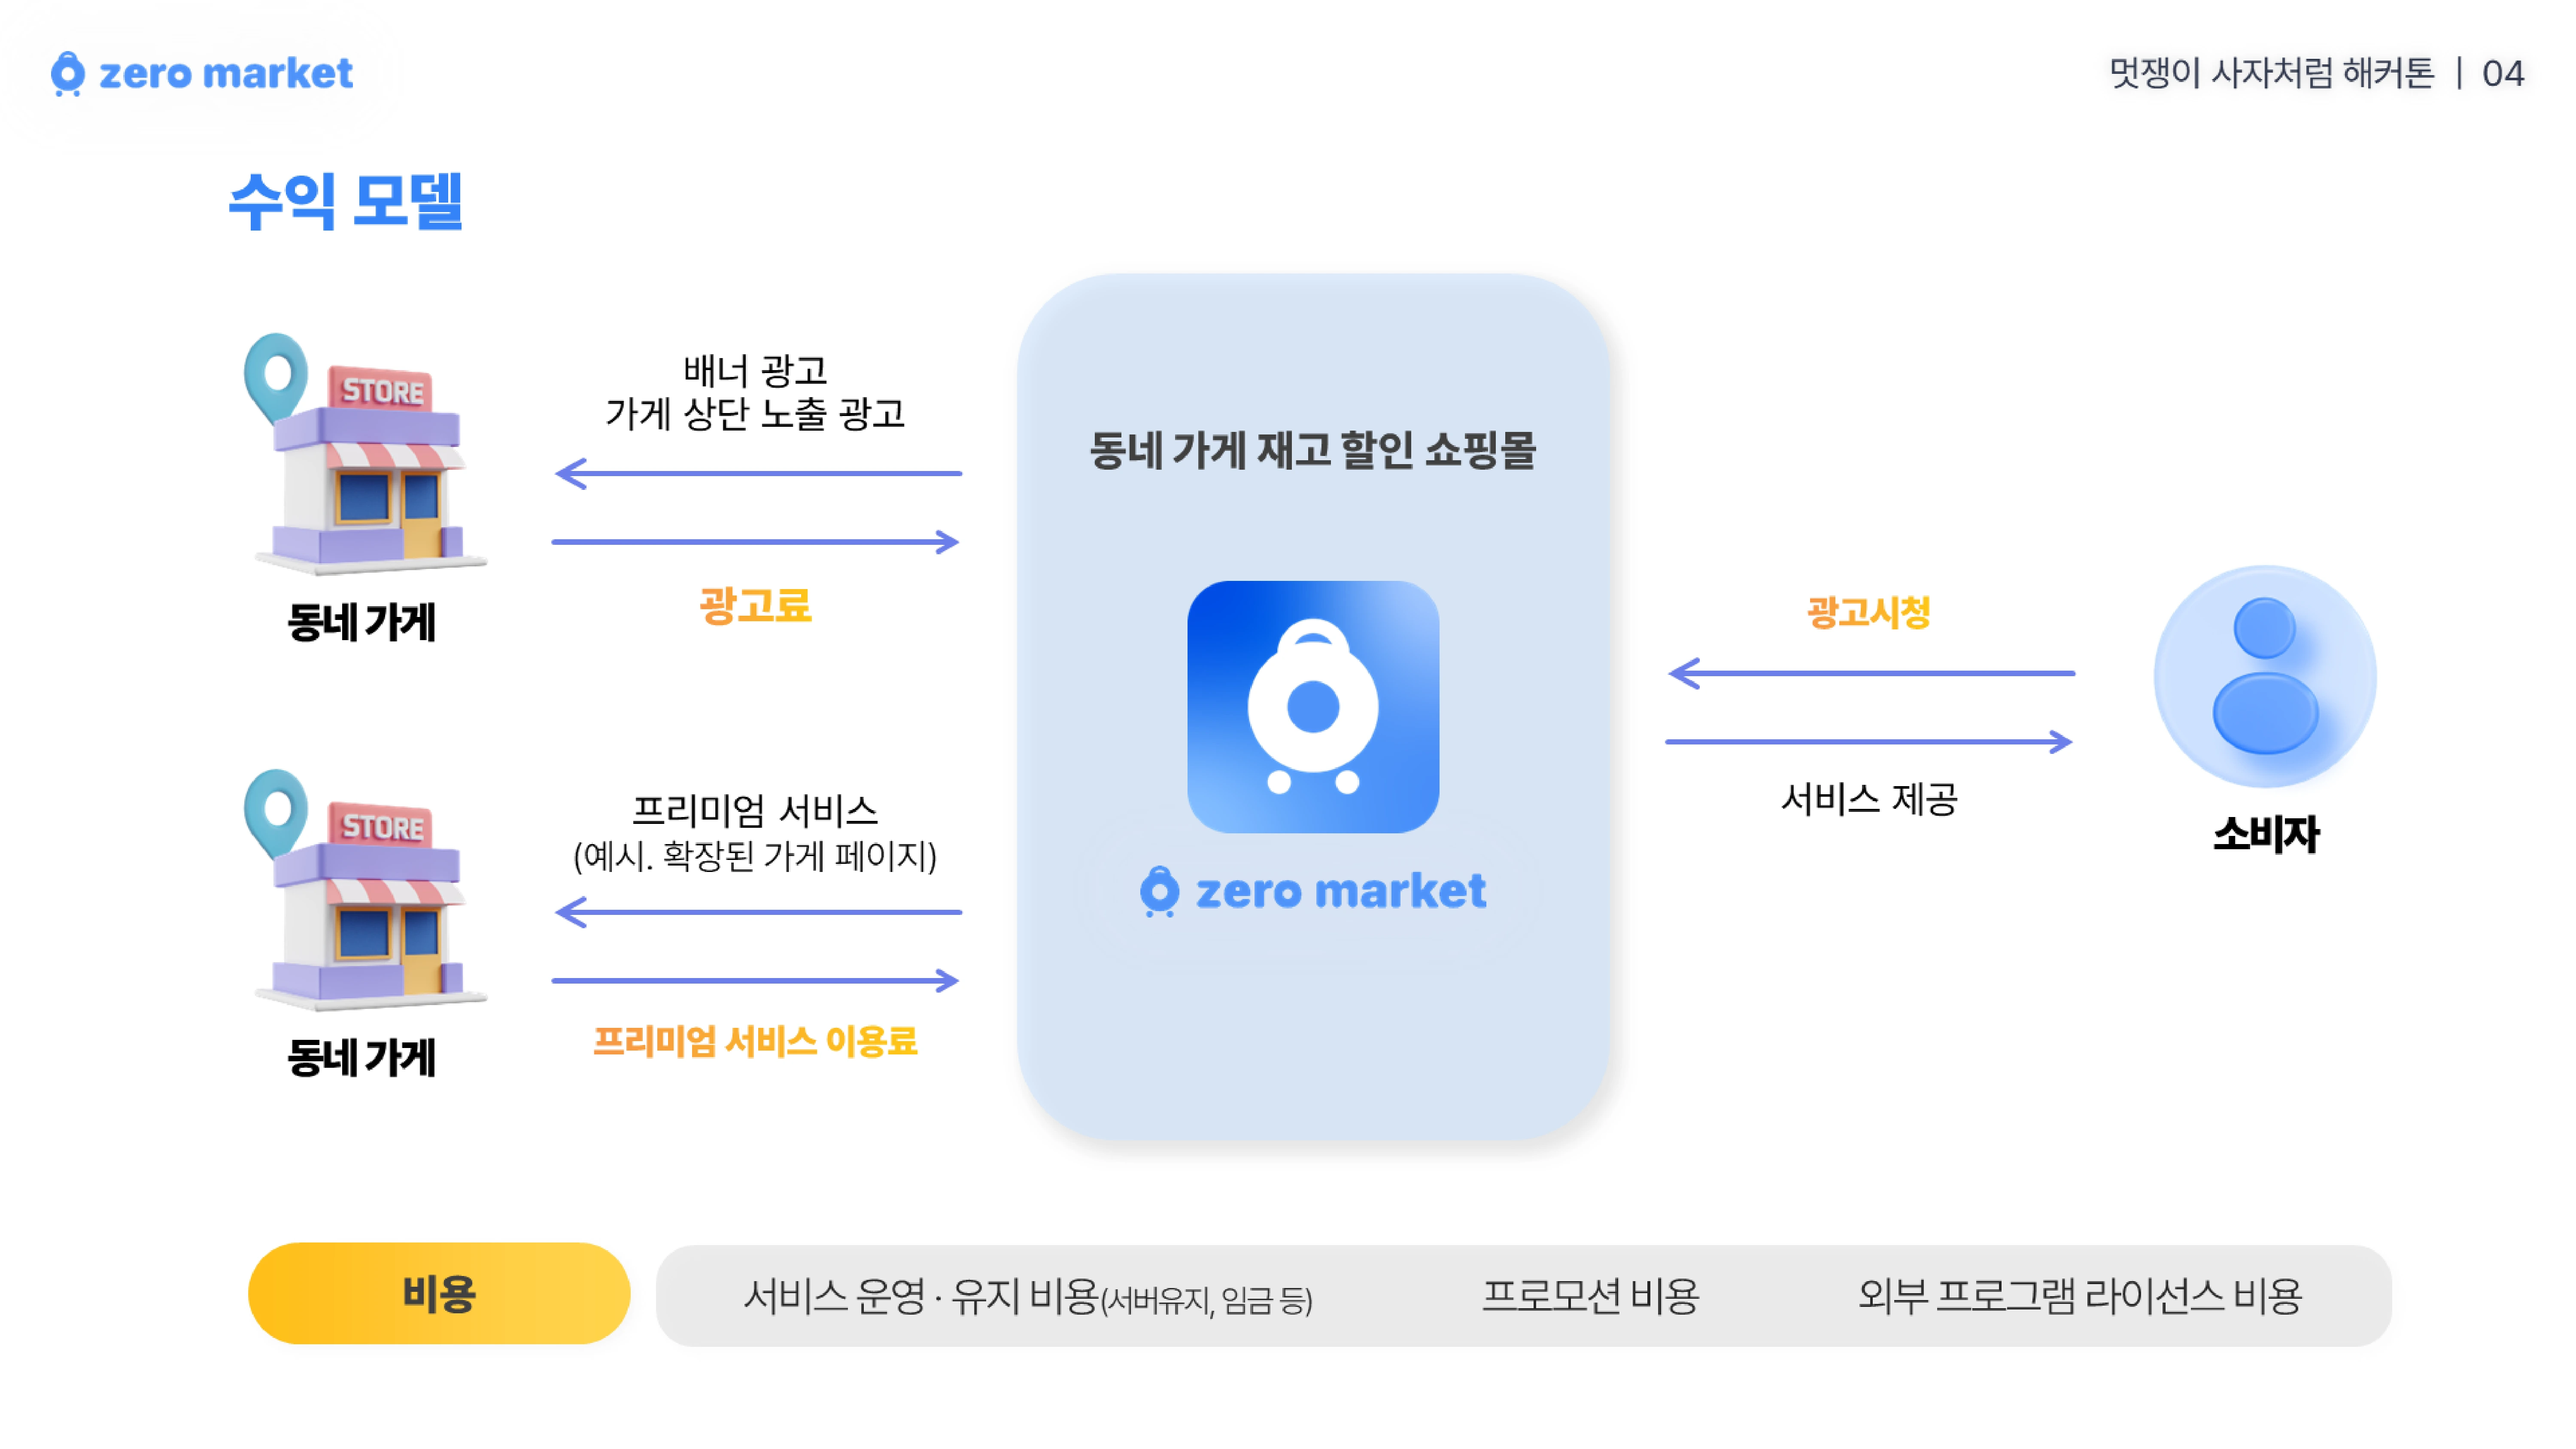 zero market
멋쟁이 사자처럼 해커톤 | 04
수익 모델
STORE
동네 가게
배너 광고
가게 상단 노출 광고
광고료
STORE
동네 가게
프리미엄 서비스
(예시. 확장된 가게 페이지)
프리미엄 서비스 이용료
동네 가게 재고 할인 쇼핑몰
zero market
광고시청
서비스 제공
소비자
비용
서비스 운영 · 유지 비용(서버유지, 임금 등)
프로모션 비용
외부 프로그램 라이선스 비용